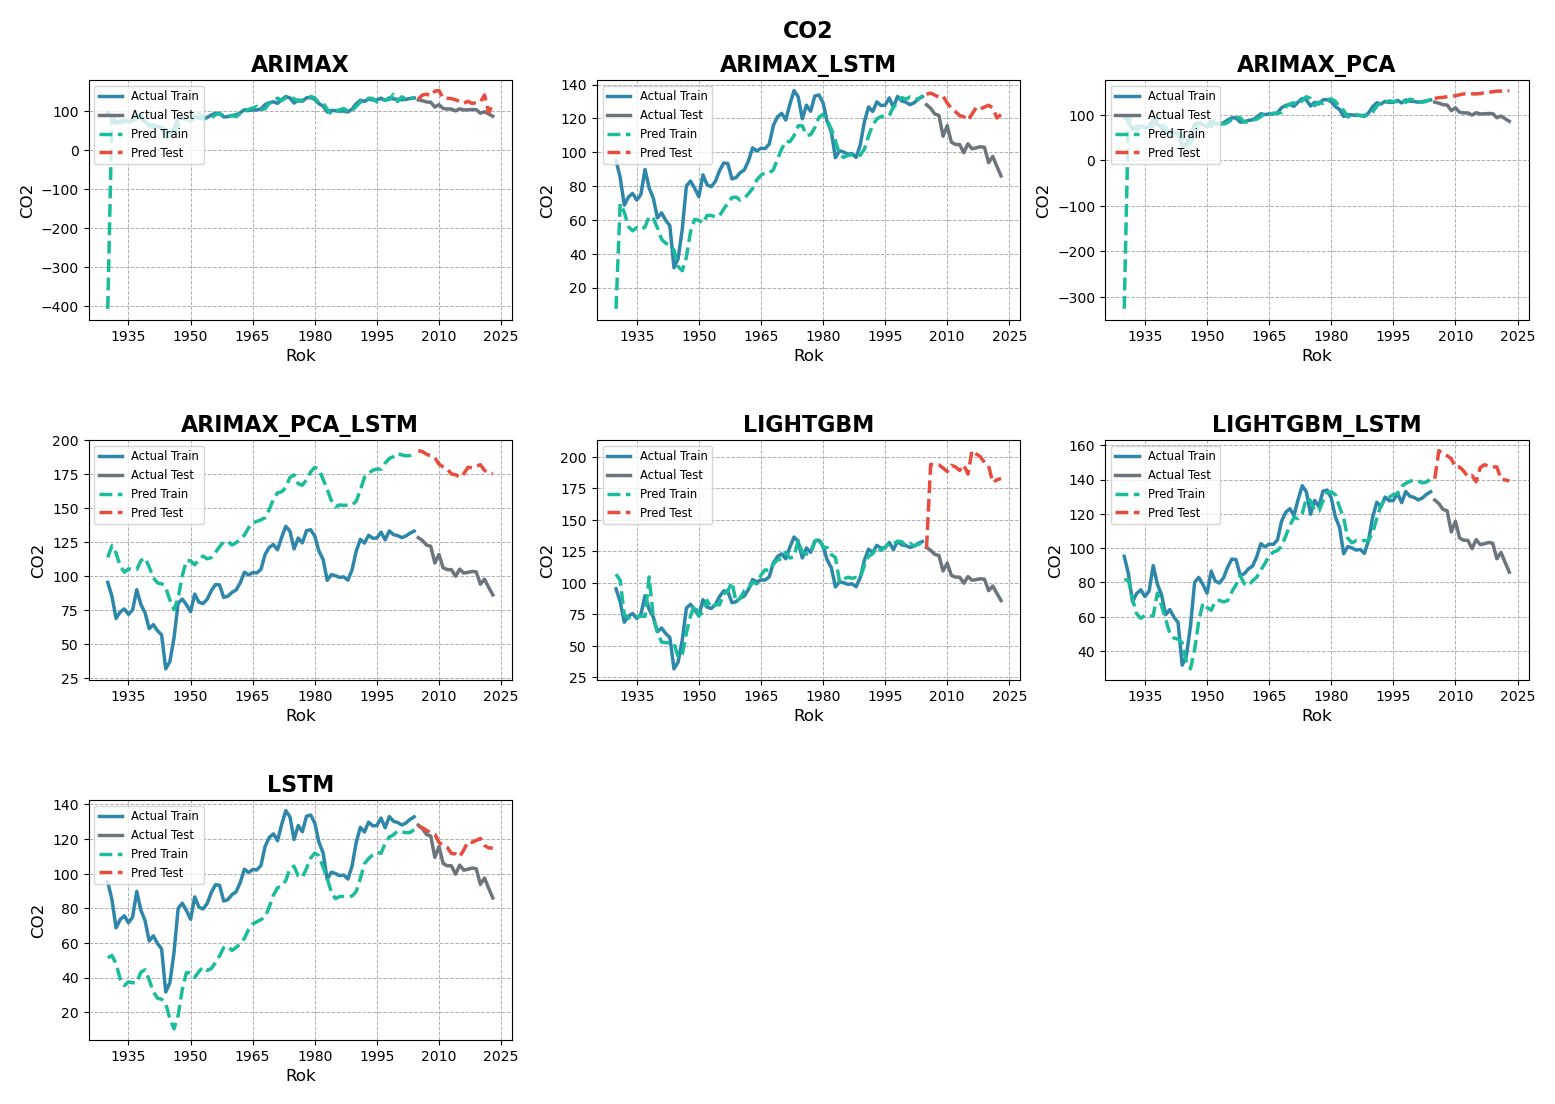 CO2
ARIMAX
Actual Train
Actual Test
Pred Train
Pred Test
100
0
−100
−200
−300
−400
CO2
1935 1950 1965 1980 1995 2010 2025
Rok
ARIMAX_LSTM
Actual Train
Actual Test
Pred Train
Pred Test
140
120
100
80
60
40
20
CO2
1935 1950 1965 1980 1995 2010 2025
Rok
ARIMAX_PCA
Actual Train
Actual Test
Pred Train
Pred Test
100
0
−100
−200
−300
CO2
1935 1950 1965 1980 1995 2010 2025
Rok
ARIMAX_PCA_LSTM
Actual Train
Actual Test
Pred Train
Pred Test
200
175
150
125
100
75
50
25
CO2
1935 1950 1965 1980 1995 2010 2025
Rok
LIGHTGBM
Actual Train
Actual Test
Pred Train
Pred Test
200
175
150
125
100
75
50
25
CO2
1935 1950 1965 1980 1995 2010 2025
Rok
LIGHTGBM_LSTM
Actual Train
Actual Test
Pred Train
Pred Test
160
140
120
100
80
60
40
CO2
1935 1950 1965 1980 1995 2010 2025
Rok
LSTM
Actual Train
Actual Test
Pred Train
Pred Test
140
120
100
80
60
40
20
CO2
1935 1950 1965 1980 1995 2010 2025
Rok